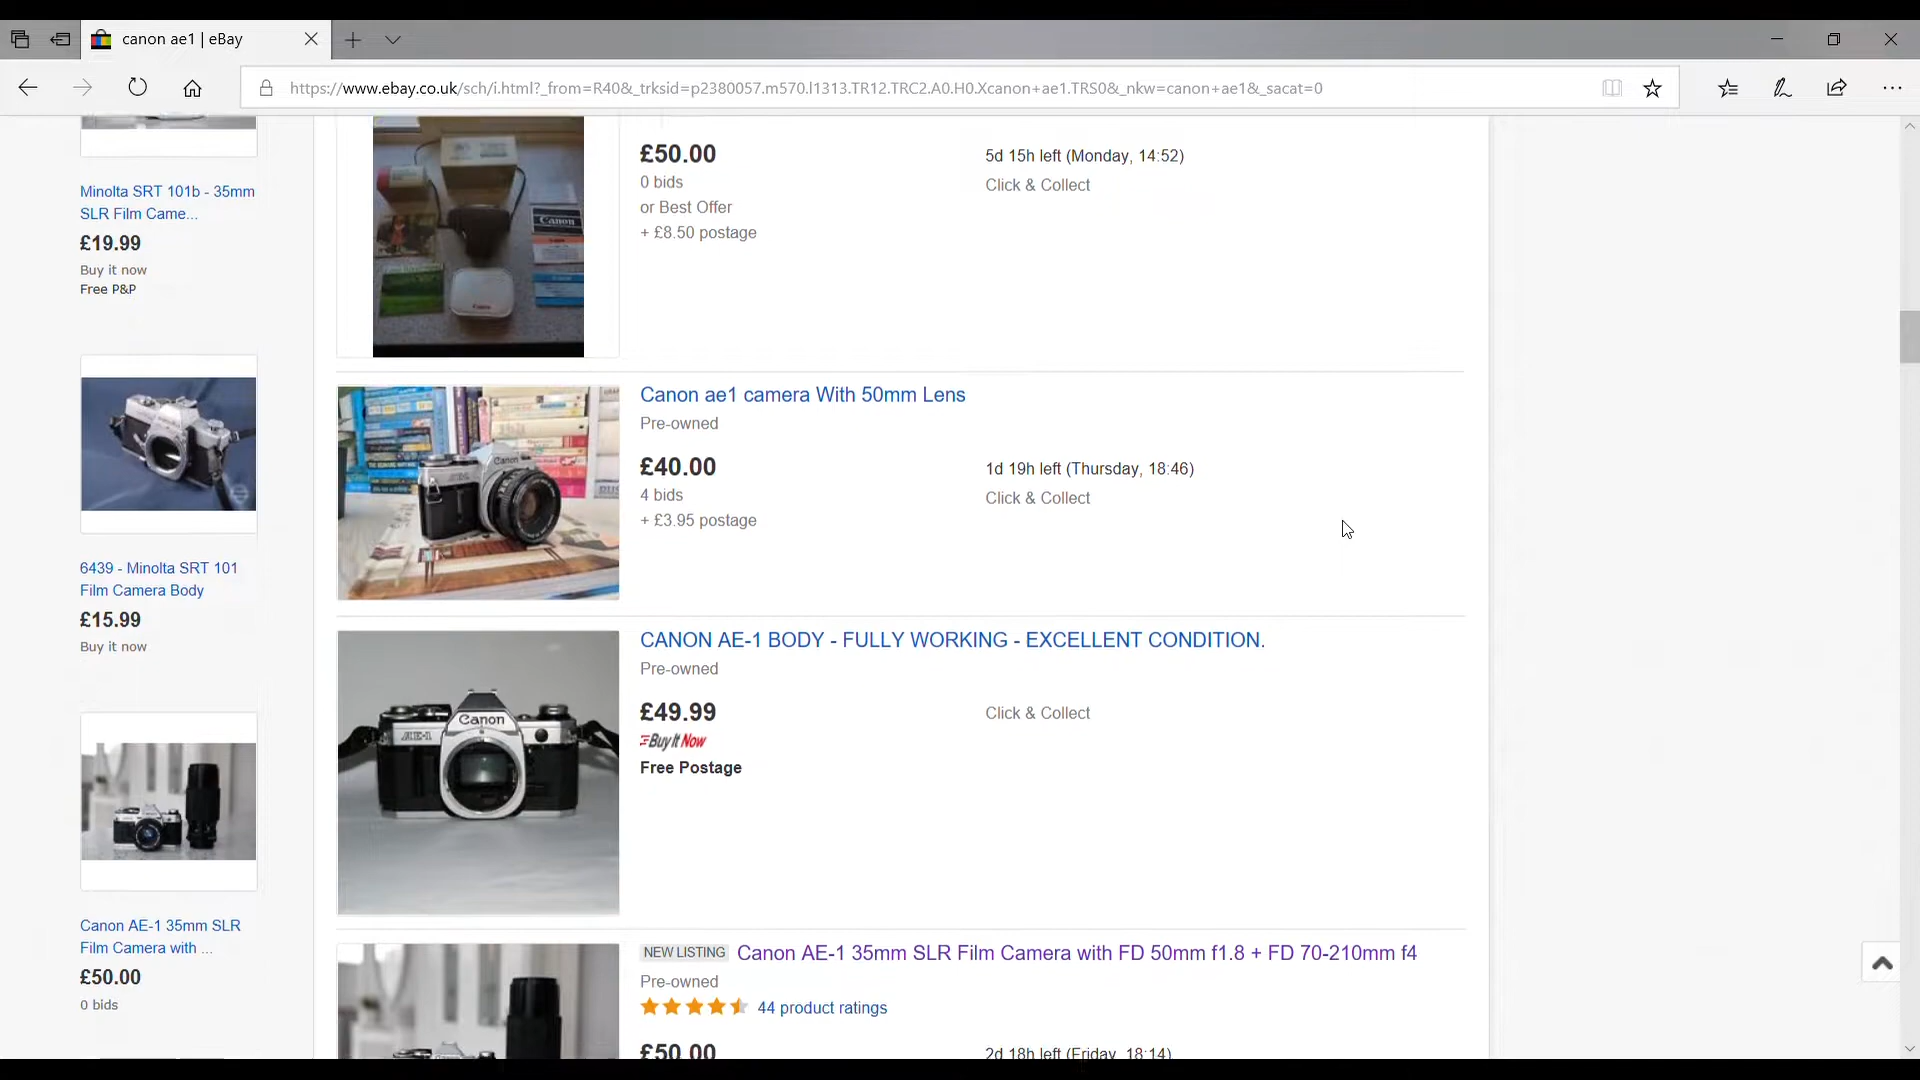 canon ae1 | eBay
https://www.ebay.co.uk/sch/i.html?_from=R40&_trksid=p2380057.m570.l1313.TR12.TRC2.A0.H0.Xcanon+ae1.TRS0&_nkw=canon+ae1&_sacat=0
Minolta SRT 101b - 35mm
SLR Film Came...
£19.99
Buy it now
Free P&P
6439 - Minolta SRT 101
Film Camera Body
£15.99
Buy it now
Canon AE-1 35mm SLR
Film Camera with ...
£50.00
0 bids
Canon
£50.00
5d 15h left (Monday, 14:52)
0 bids
Click & Collect
or Best Offer
+ £8.50 postage
Canon
Canon ae1 camera With 50mm Lens
Pre-owned
£40.00
1d 19h left (Thursday, 18:46)
4 bids
Click & Collect
+ £3.95 postage
Canon
AE-1
CANON AE-1 BODY - FULLY WORKING - EXCELLENT CONDITION.
Pre-owned
£49.99
Click & Collect
Buy It Now
Free Postage
NEW LISTING Canon AE-1 35mm SLR Film Camera with FD 50mm f1.8 + FD 70-210mm f4
Pre-owned
44 product ratings
£50.00
2d 18h left (Friday, 18:14)